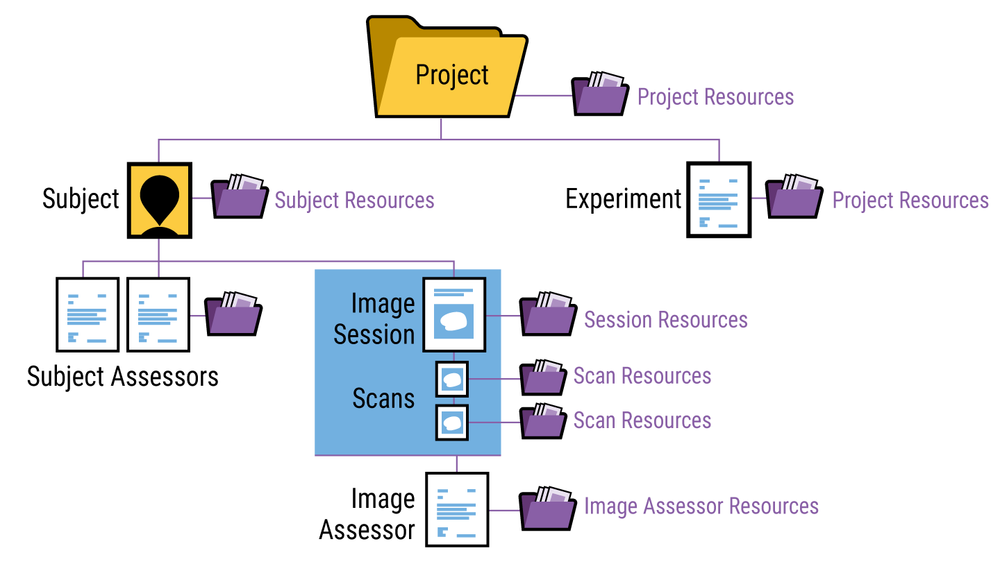 Project
Project Resources
Subject
Subject Resources
Experiment
Project Resources
Image
Session
Session Resources
Subject Assessors
Scans
Scan Resources
Scan Resources
Image
Assessor
Image Assessor Resources